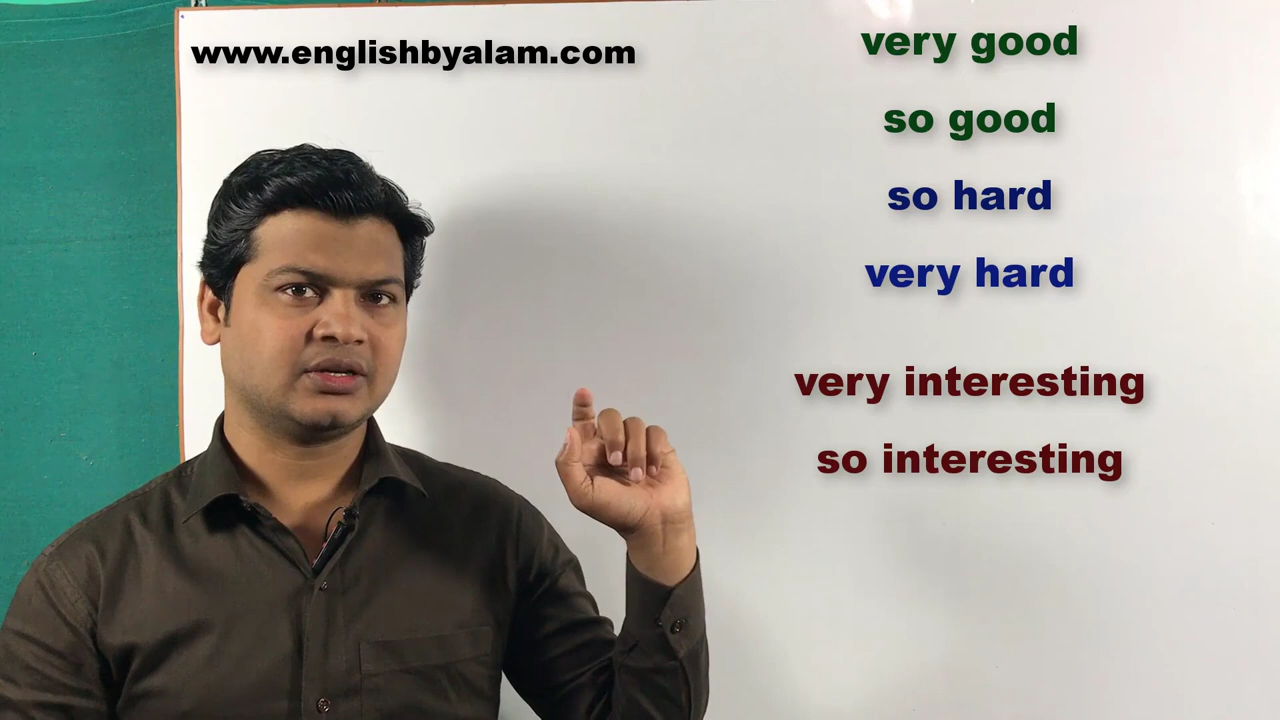 www.englishbyalam.com
very good
so good
so hard
very hard
very interesting
so interesting